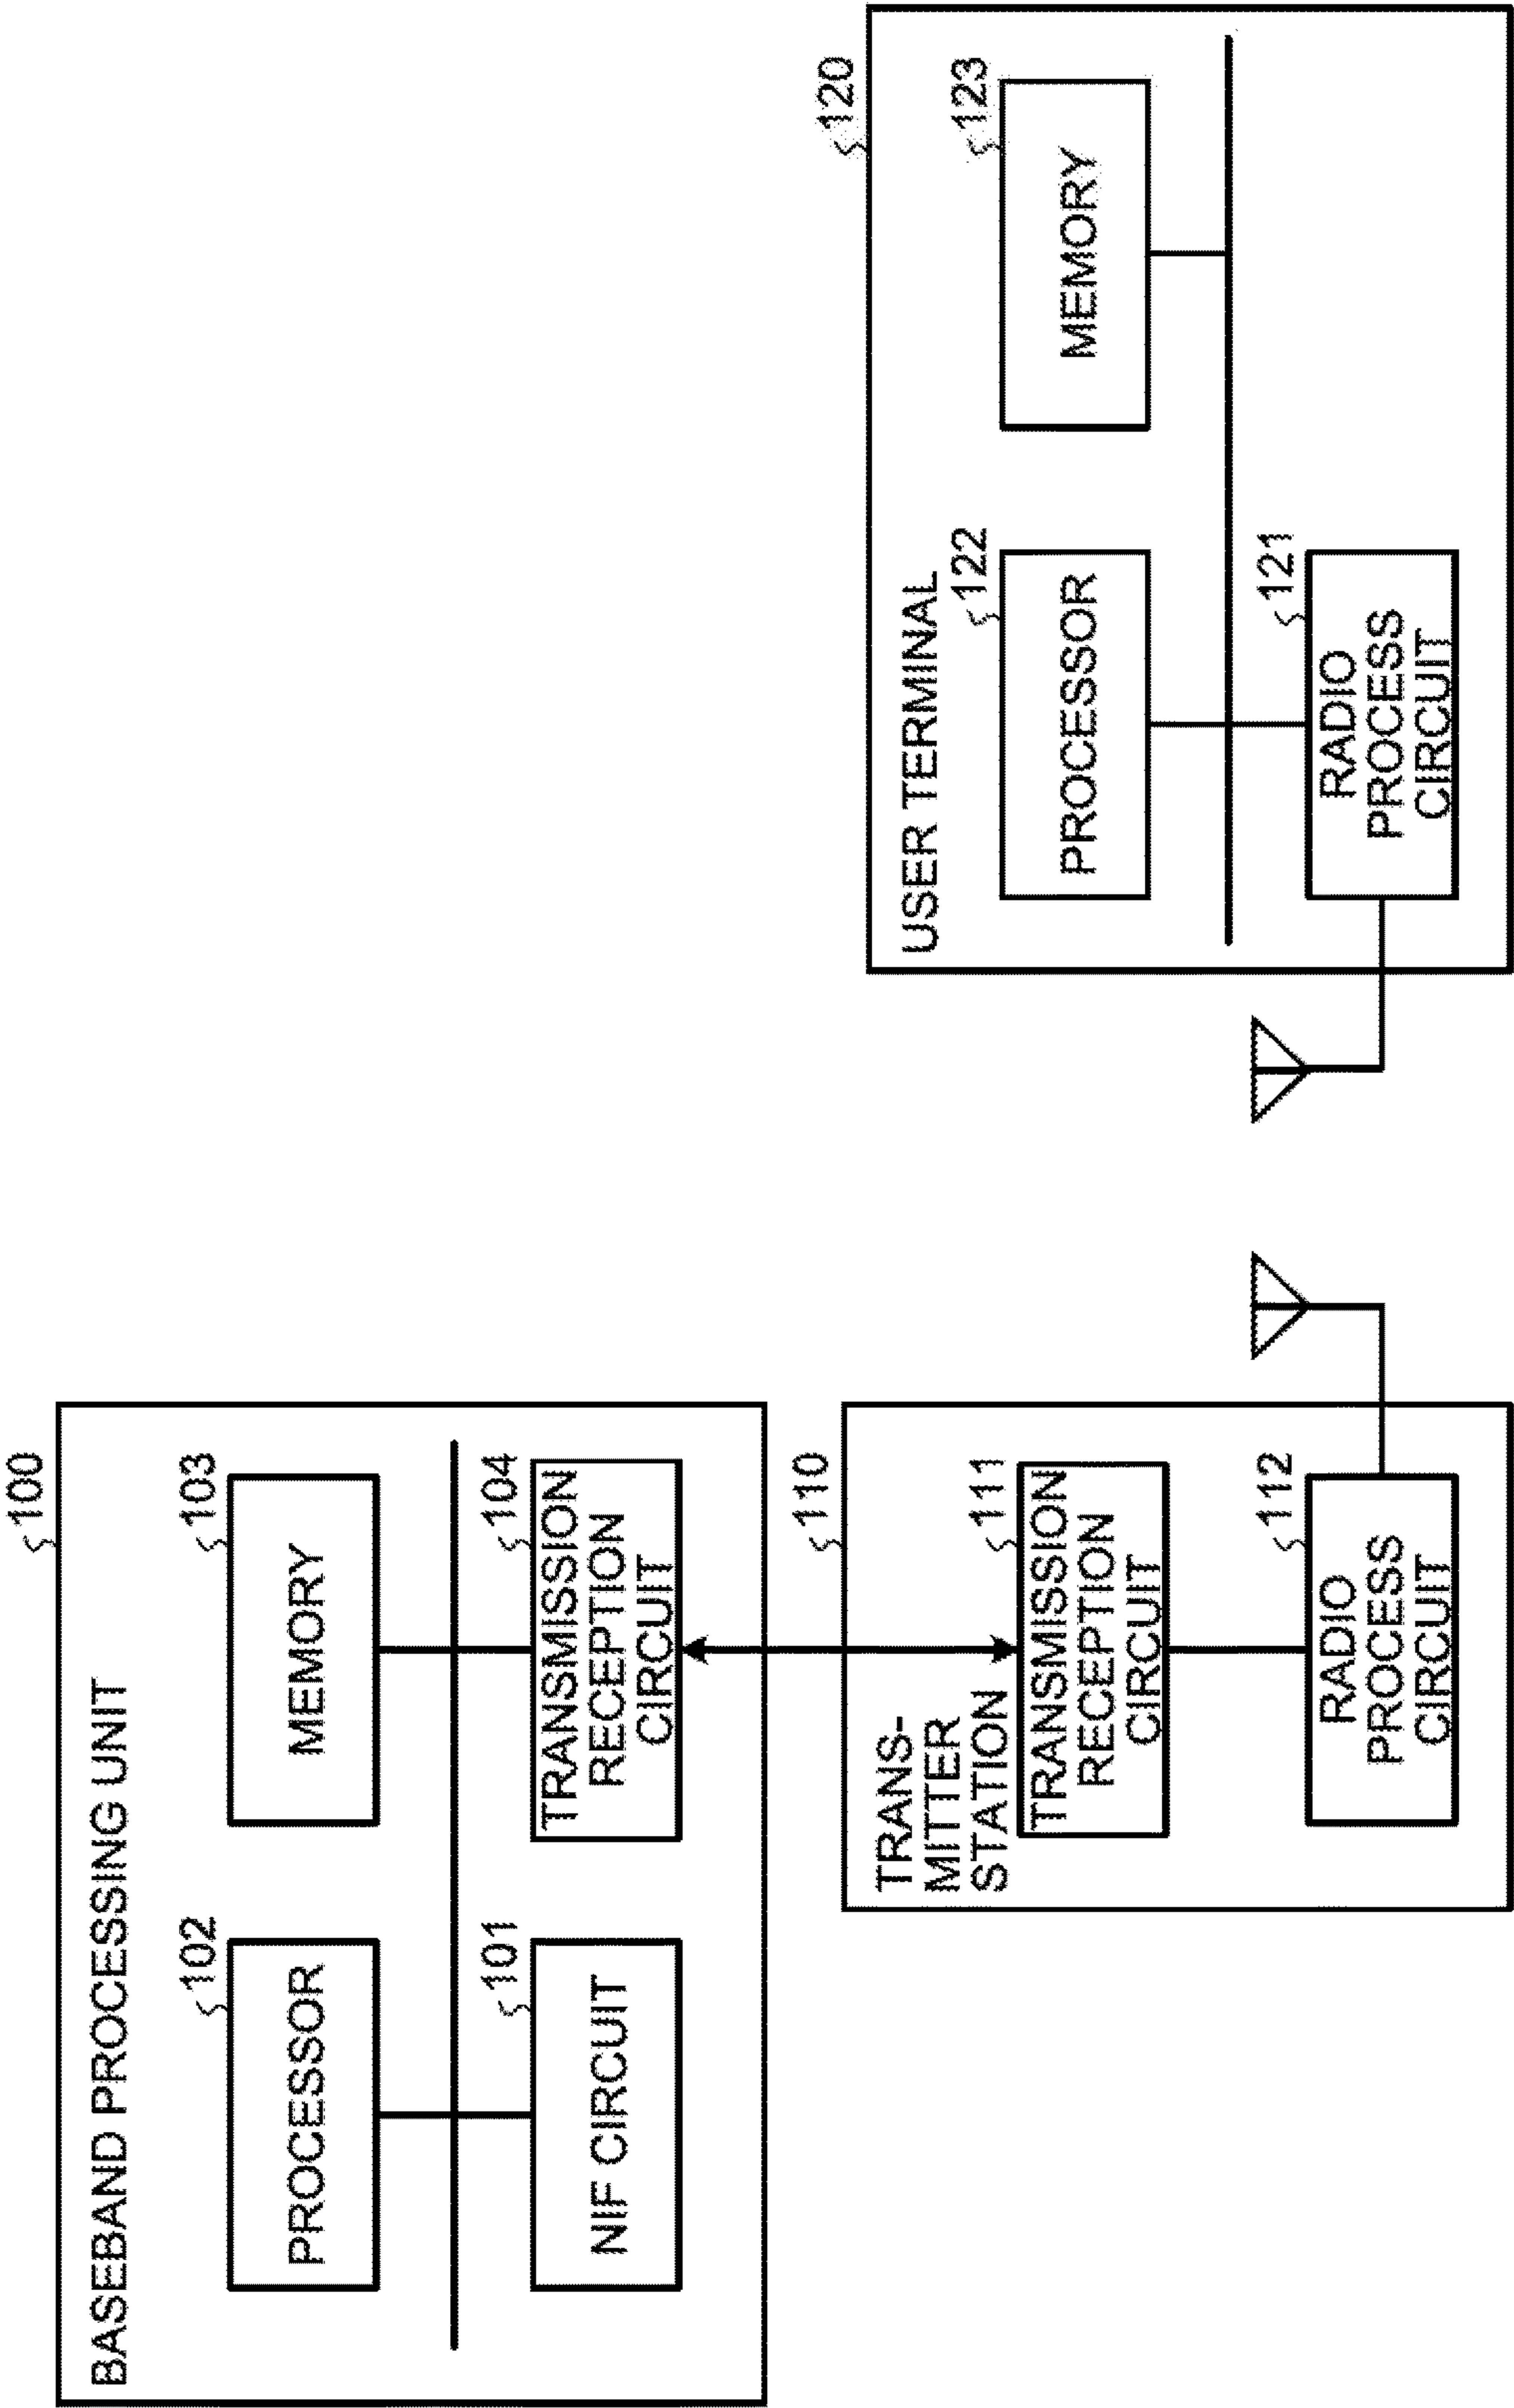 100
BASEBAND PROCESSING UNIT
102
PROCESSOR
103
MEMORY
101
NIF CIRCUIT
104
TRANSMISSION
RECEPTION
CIRCUIT
110
TRANS-
MITTER
STATION
111
TRANSMISSION
RECEPTION
CIRCUIT
112
RADIO
PROCESS
CIRCUIT
120
USER TERMINAL
122
PROCESSOR
123
MEMORY
121
RADIO
PROCESS
CIRCUIT